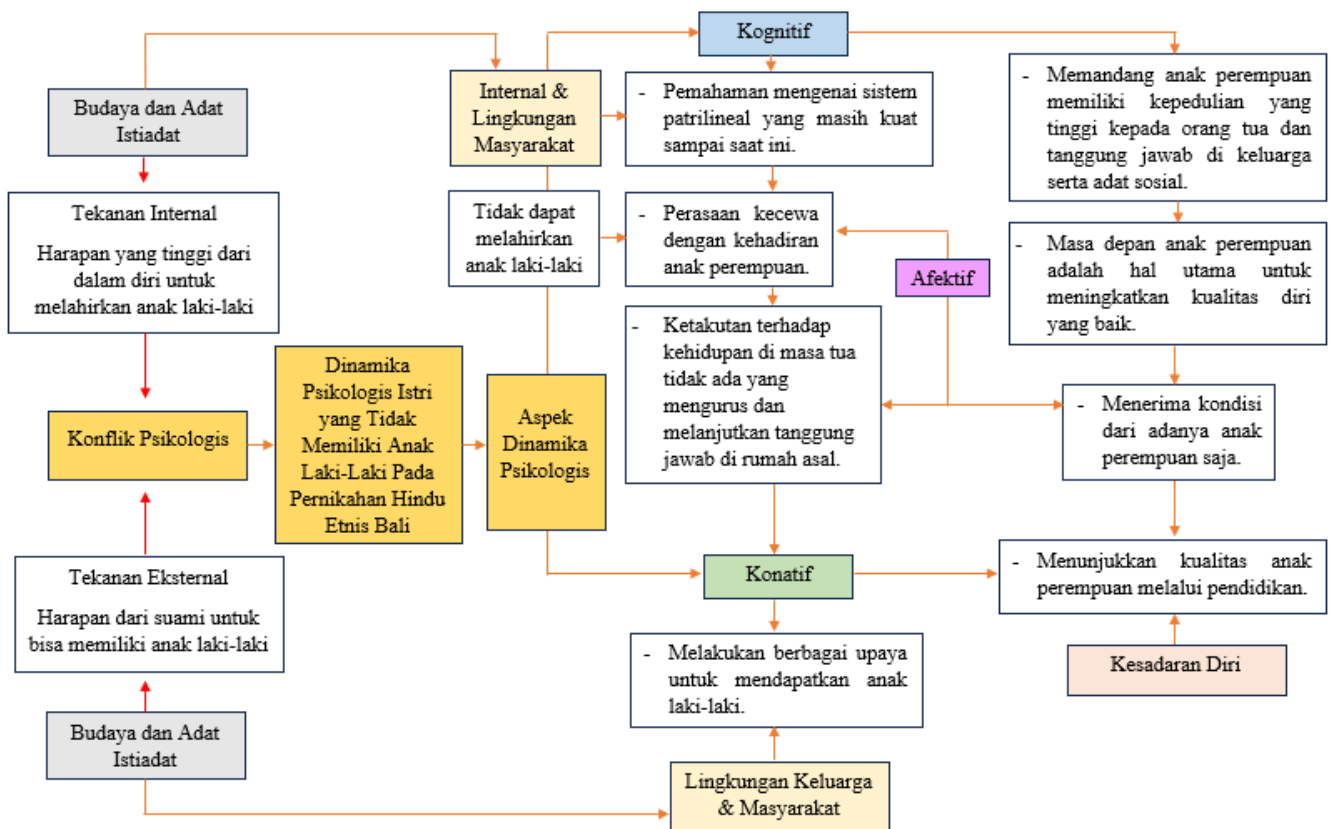 Budaya dan Adat
Istiadat
Tekanan Internal
Harapan yang tinggi dari
dalam diri untuk
melahirkan anak laki-laki
Konflik Psikologis
Tekanan Eksternal
Harapan dari suami untuk
bisa memiliki anak laki-laki
Budaya dan Adat
Istiadat
Dinamika
Psikologis Istri
yang Tidak
Memiliki Anak
Laki-Laki Pada
Pernikahan Hindu
Etnis Bali
Internal &
Lingkungan
Masyarakat
Tidak dapat
melahirkan
anak laki-laki
Aspek
Dinamika
Psikologis
Kognitif
- Pemahaman mengenai sistem
patrilineal yang masih kuat
sampai saat ini.
- Perasaan kecewa
dengan kehadiran
anak perempuan.
- Ketakutan terhadap
kehidupan di masa tua
tidak ada yang
mengurus dan
melanjutkan tanggung
jawab di rumah asal.
Konatif
- Melakukan berbagai upaya
untuk mendapatkan anak
laki-laki.
Lingkungan Keluarga
& Masyarakat
Afektif
- Memandang anak perempuan
memiliki kepedulian yang
tinggi kepada orang tua dan
tanggung jawab di keluarga
serta adat sosial.
- Masa depan anak perempuan
adalah hal utama untuk
meningkatkan kualitas diri
yang baik.
- Menerima kondisi
dari adanya anak
perempuan saja.
- Menunjukkan kualitas anak
perempuan melalui pendidikan.
Kesadaran Diri